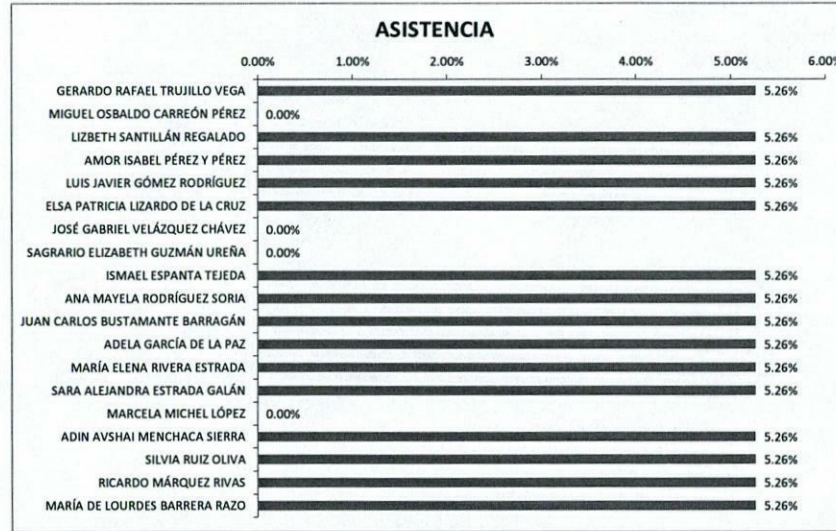 ASISTENCIA
0.00% 1.00% 2.00% 3.00% 4.00% 5.00% 6.00%
GERARDO RAFAEL TRUJILLO VEGA 5.26%
MIGUEL OSBALDO CARREÓN PÉREZ 0.00%
LIZBETH SANTILLÁN REGALADO 5.26%
AMOR ISABEL PÉREZ Y PÉREZ 5.26%
LUIS JAVIER GÓMEZ RODRÍGUEZ 5.26%
ELSA PATRICIA LIZARDO DE LA CRUZ 5.26%
JOSÉ GABRIEL VELÁZQUEZ CHÁVEZ 0.00%
SAGRARIO ELIZABETH GUZMÁN UREÑA 0.00%
ISMAEL ESPANTA TEJEDA 5.26%
ANA MAYELA RODRÍGUEZ SORIA 5.26%
JUAN CARLOS BUSTAMANTE BARRAGÁN 5.26%
ADELA GARCÍA DE LA PAZ 5.26%
MARÍA ELENA RIVERA ESTRADA 5.26%
SARA ALEJANDRA ESTRADA GALÁN 5.26%
MARCELA MICHEL LÓPEZ 0.00%
ADIN AVSHAI MENCHACA SIERRA 5.26%
SILVIA RUIZ OLIVA 5.26%
RICARDO MÁRQUEZ RIVAS 5.26%
MARÍA DE LOURDES BARRERA RAZO 5.26%